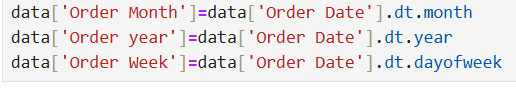 data['Order Month']=data['Order Date'].dt.month
data['Order year']=data['Order Date'].dt.year
data['Order Week']=data['Order Date'].dt.dayofweek